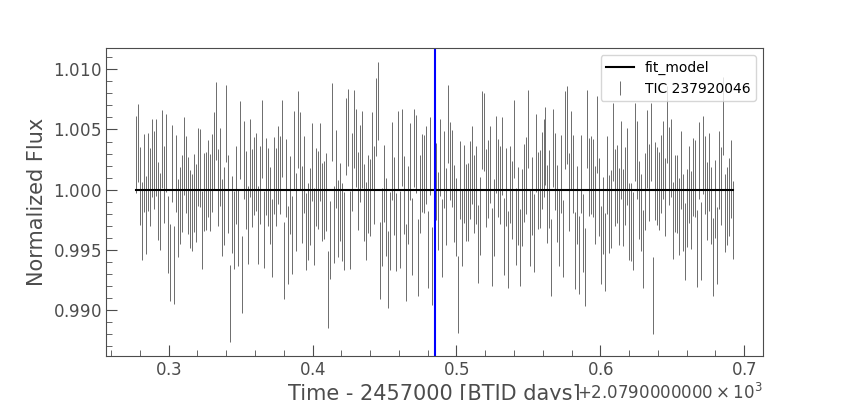 fit_model
TIC 237920046
1.010
1.005
1.000
0.995
0.990
Normalized Flux
0.3 0.4 0.5 0.6 0.7
Time - 2457000 [BTJD days]
+2.0790000000 × 10³